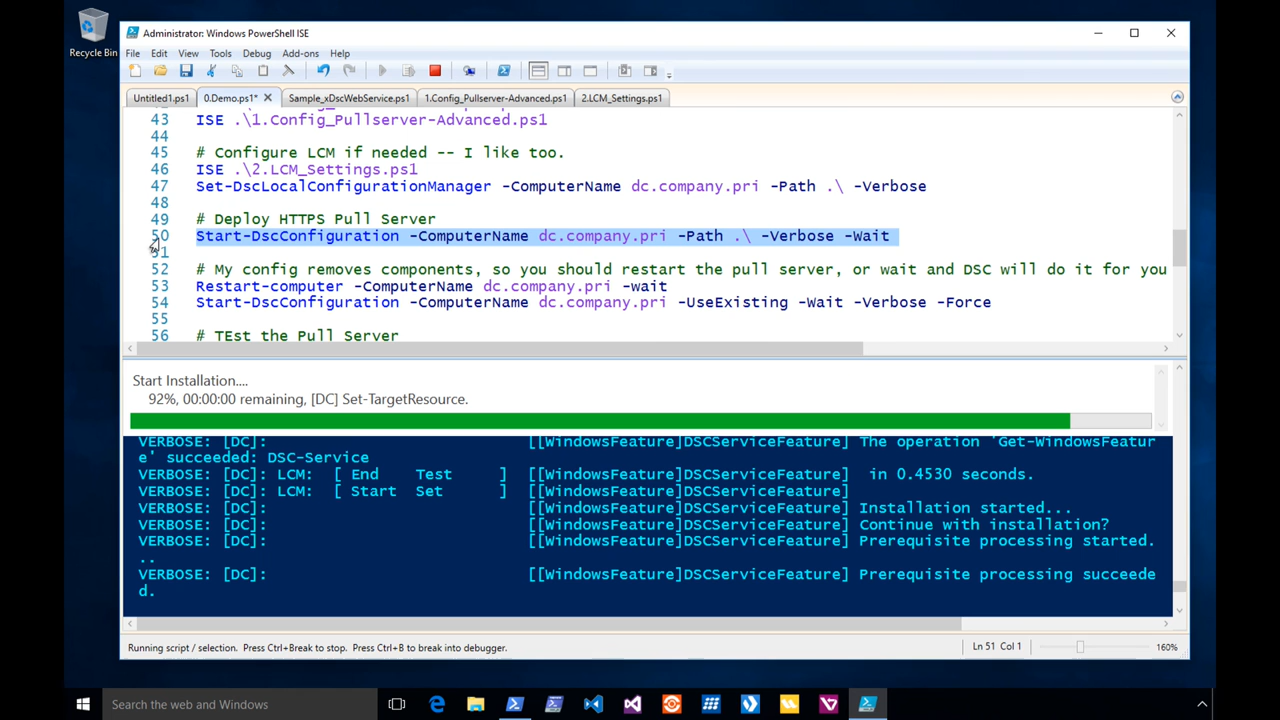 Recycle Bin
Administrator: Windows PowerShell ISE
File Edit View Tools Debug Add-ons Help
Untitled1.ps1 0.Demo.ps1* Sample_xDscWebService.ps1 1.Config_Pullserver-Advanced.ps1 2.LCM_Settings.ps1
43 ISE .\1.Config_Pullserver-Advanced.ps1
44
45 # Configure LCM if needed -- I like too.
46 ISE .\2.LCM_Settings.ps1
47 Set-DscLocalConfigurationManager -ComputerName dc.company.pri -Path .\ -Verbose
48
49 # Deploy HTTPS Pull Server
50 Start-DscConfiguration -ComputerName dc.company.pri -Path .\ -Verbose -Wait
51
52 # My config removes components, so you should restart the pull server, or wait and DSC will do it for you
53 Restart-computer -ComputerName dc.company.pri -wait
54 Start-DscConfiguration -ComputerName dc.company.pri -UseExisting -Wait -Verbose -Force
55
56 # TEst the Pull Server
Start Installation....
92%, 00:00:00 remaining, [DC] Set-TargetResource.
VERBOSE: [DC]: [[WindowsFeature]DSCServiceFeature] The operation 'Get-WindowsFeatur
e' succeeded: DSC-Service
VERBOSE: [DC]: LCM: [ End Test ] [[WindowsFeature]DSCServiceFeature] in 0.4530 seconds.
VERBOSE: [DC]: LCM: [ Start Set ] [[WindowsFeature]DSCServiceFeature]
VERBOSE: [DC]: [[WindowsFeature]DSCServiceFeature] Installation started...
VERBOSE: [DC]: [[WindowsFeature]DSCServiceFeature] Continue with installation?
VERBOSE: [DC]: [[WindowsFeature]DSCServiceFeature] Prerequisite processing started.
..
VERBOSE: [DC]: [[WindowsFeature]DSCServiceFeature] Prerequisite processing succeede
d.
Running script / selection. Press Ctrl+Break to stop. Press Ctrl+B to break into debugger. Ln 51 Col 1 160%
Search the web and Windows